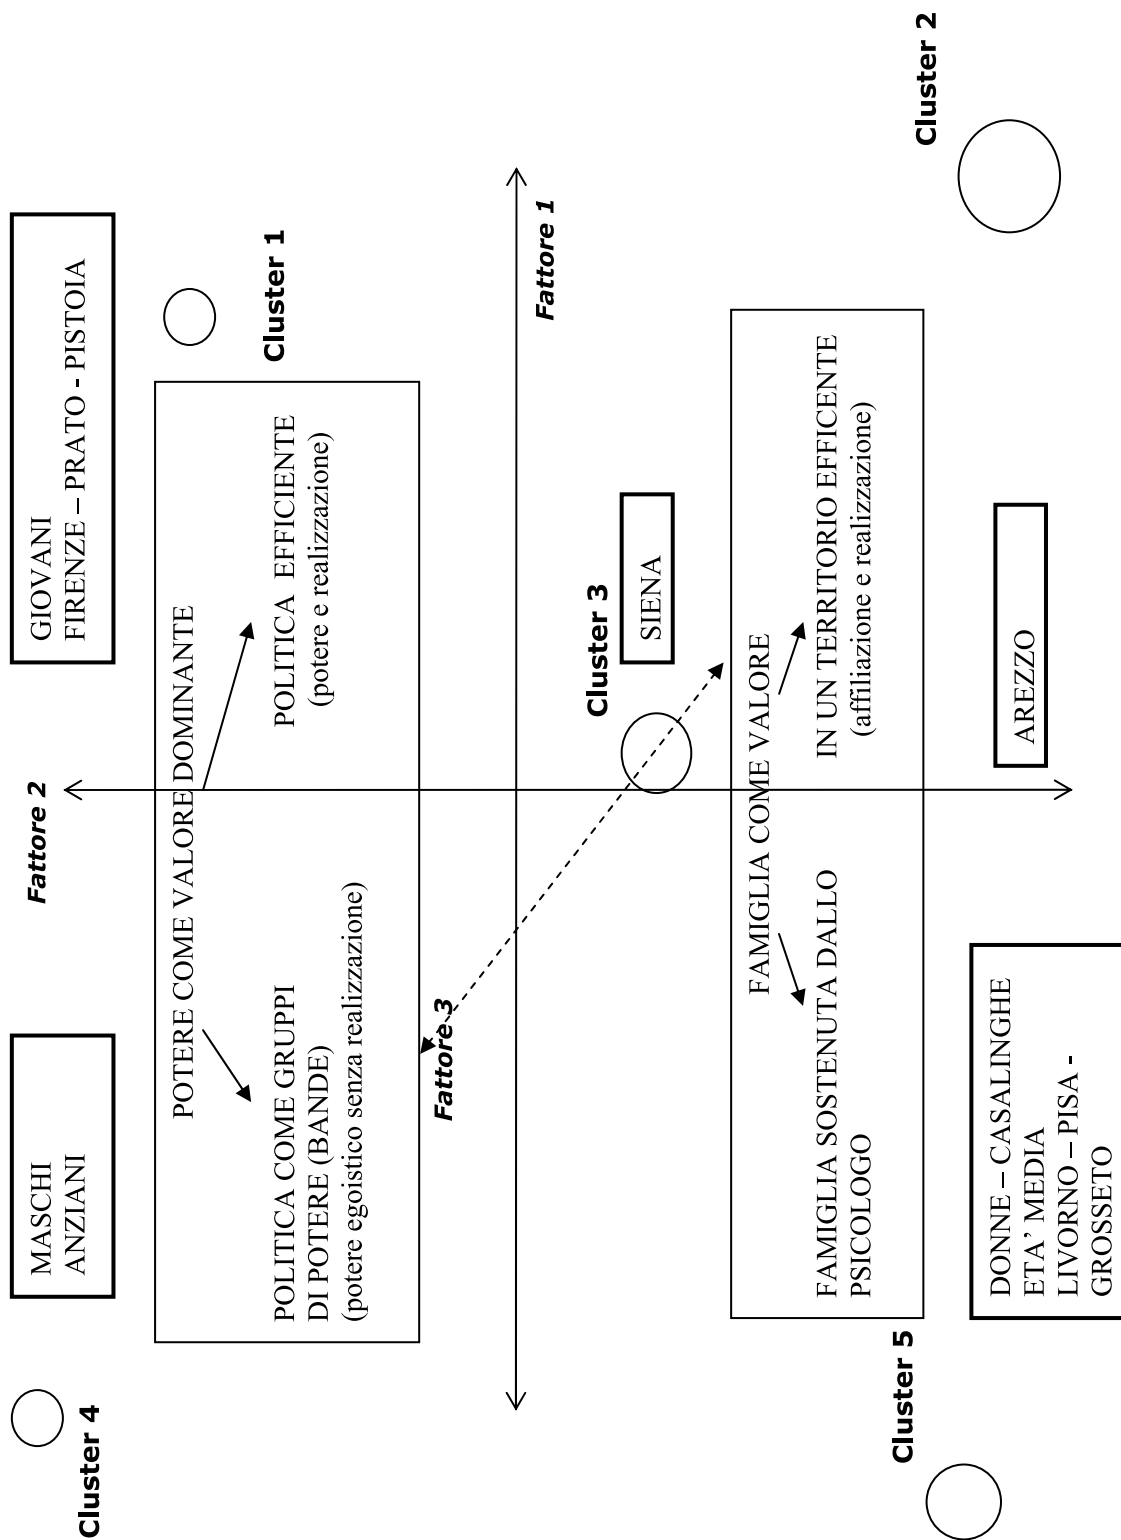 Cluster 4
MASCHI
ANZIANI
Fattore 2
GIOVANI
FIRENZE – PRATO - PISTOIA
POTERE COME VALORE DOMINANTE
POLITICA COME GRUPPI
DI POTERE (BANDE)
(potere egoistico senza realizzazione)
POLITICA EFFICIENTE
(potere e realizzazione)
Cluster 1
Fattore 3
Fattore 1
Cluster 3
SIENA
FAMIGLIA COME VALORE
FAMIGLIA SOSTENUTA DALLO
PSICOLOGO
IN UN TERRITORIO EFFICENTE
(affiliazione e realizzazione)
Cluster 5
Cluster 2
DONNE – CASALINGHE
ETA’ MEDIA
LIVORNO – PISA -
GROSSETO
AREZZO